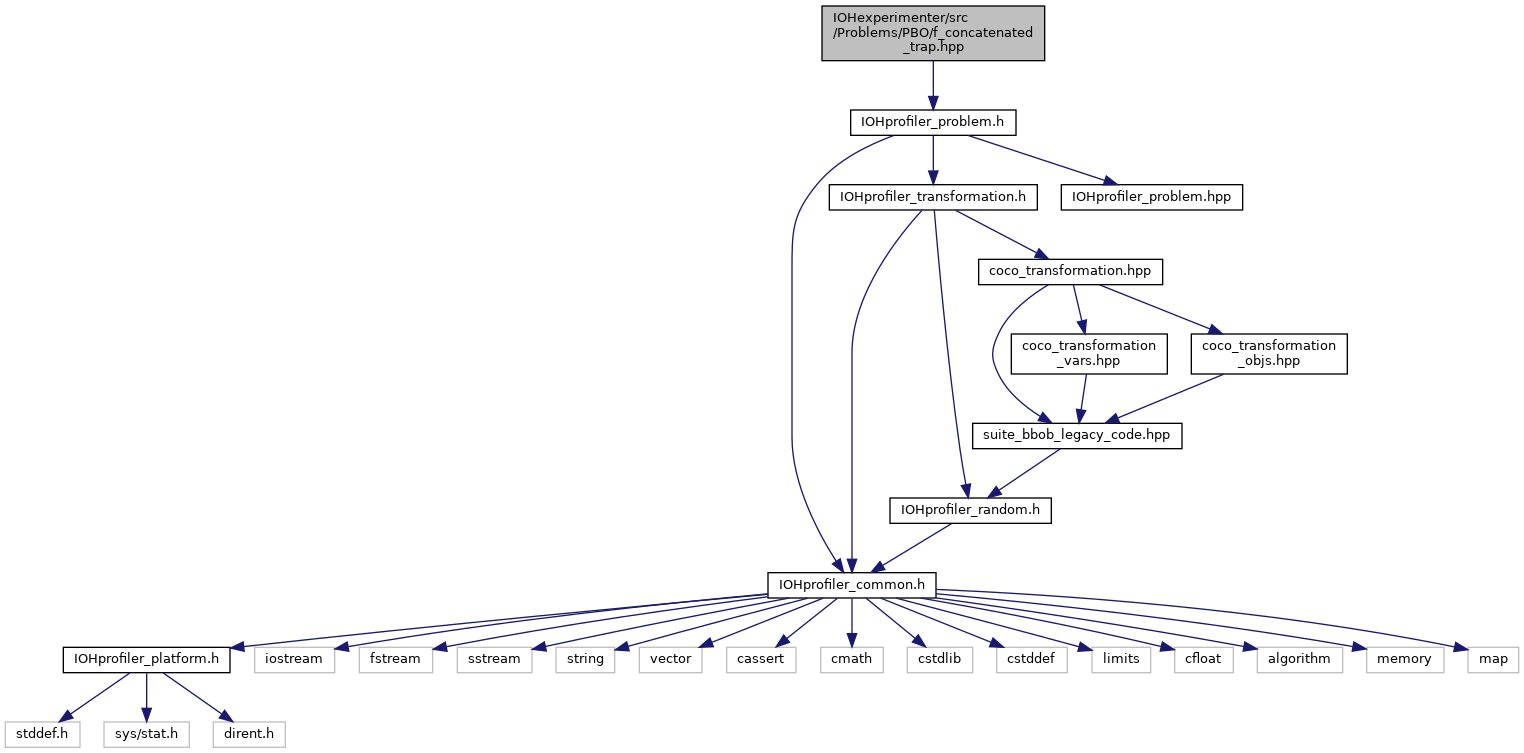 IOHexperimenter/src
/Problems/PBO/f_concatenated
_trap.hpp
IOHprofiler_problem.h
IOHprofiler_transformation.h
IOHprofiler_problem.hpp
coco_transformation.hpp
coco_transformation
_vars.hpp
coco_transformation
_objs.hpp
suite_bbob_legacy_code.hpp
IOHprofiler_random.h
IOHprofiler_common.h
IOHprofiler_platform.h
iostream
fstream
sstream
string
vector
cassert
cmath
cstdlib
cstddef
limits
cfloat
algorithm
memory
map
stddef.h
sys/stat.h
dirent.h